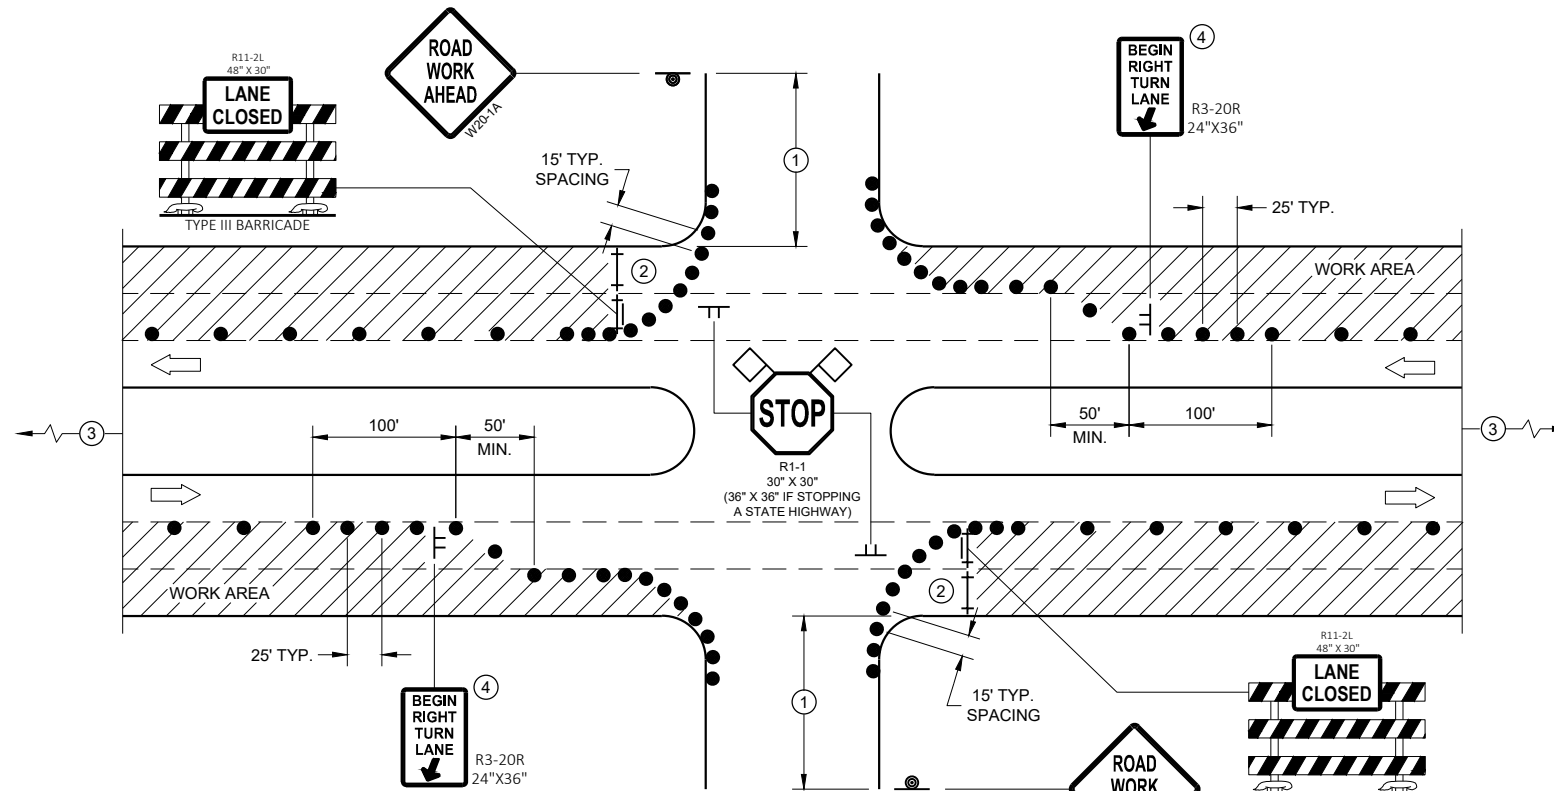 R11-2L
48" X 30"
LANE
CLOSED
TYPE III BARRICADE
ROAD
WORK
AHEAD
W20-1A
15' TYP.
SPACING
1
BEGIN
RIGHT
TURN
LANE
4
R3-20R
24"X36"
25' TYP.
2
WORK AREA
STOP
R1-1
30" X 30"
(36" X 36" IF STOPPING
A STATE HIGHWAY)
3
100'
50'
MIN.
50'
MIN.
100'
3
WORK AREA
25' TYP.
BEGIN
RIGHT
TURN
LANE
4
R3-20R
24"X36"
1
2
15' TYP.
SPACING
R11-2L
48" X 30"
LANE
CLOSED
ROAD
WORK